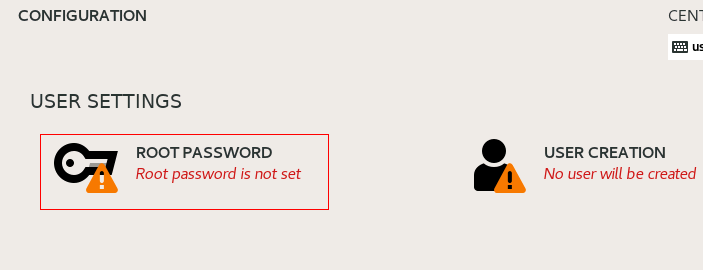 CONFIGURATION
CENT
us
USER SETTINGS
ROOT PASSWORD
Root password is not set
USER CREATION
No user will be created